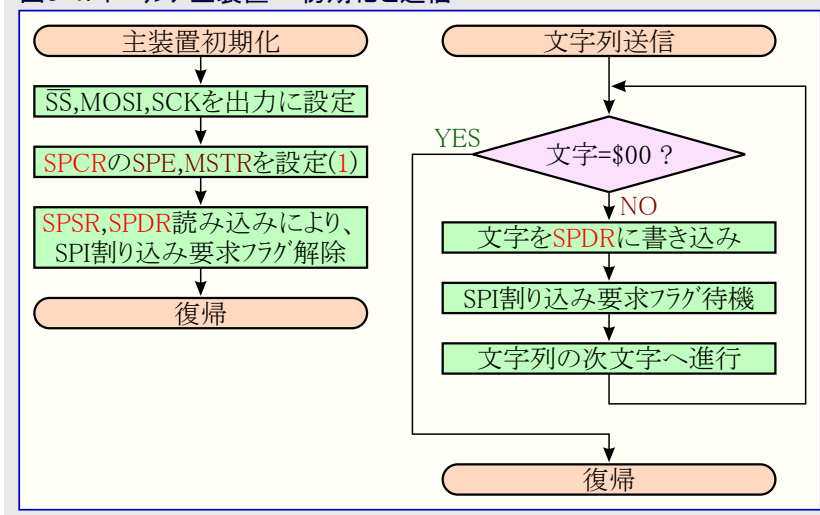 主装置初期化
SS,MOSI,SCKを出力に設定
SPCRのSPE,MSTRを設定(1)
SPSR,SPDR読み込みにより、
SPI割り込み要求フラグ解除
復帰
文字列送信
文字=$00 ?
YES
NO
文字をSPDRに書き込み
SPI割り込み要求フラグ待機
文字列の次文字へ進行
復帰